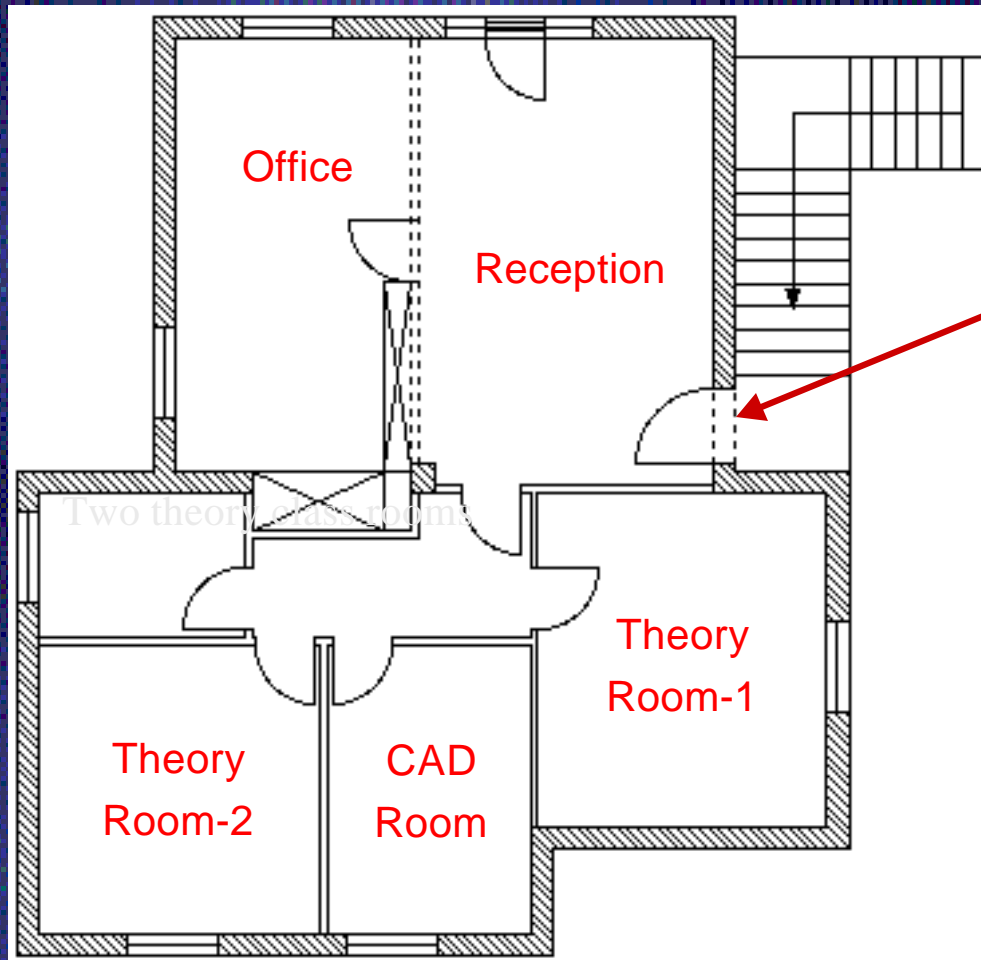 Office
Reception
Two theory class rooms
Theory
Room-1
Theory
Room-2
CAD
Room